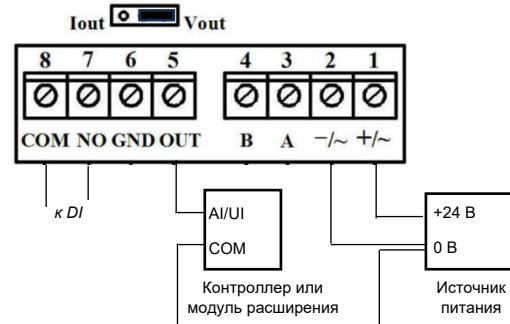 Iout Vout
8 7 6 5 4 3 2 1
COM NO GND OUT B A –/~ +/~
к DI
AI/UI
COM
Контроллер или
модуль расширения
+24 В
0 В
Источник
питания